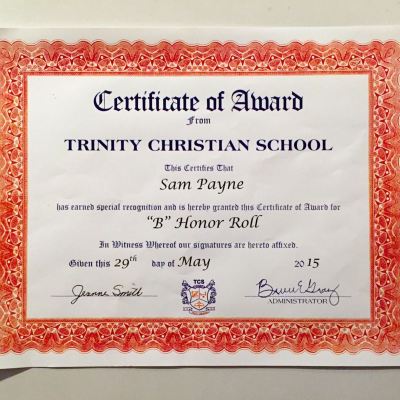 Certificate of Award
From
TRINITY CHRISTIAN SCHOOL
This Certifies That
Sam Payne
has earned special recognition and is hereby granted this Certificate of Award for
"B" Honor Roll
In Witness Whereof our signatures are hereto affixed.
Given this 29th day of May 2015
TCS
Jeanne Smith
Bruce E Gray
ADMINISTRATOR